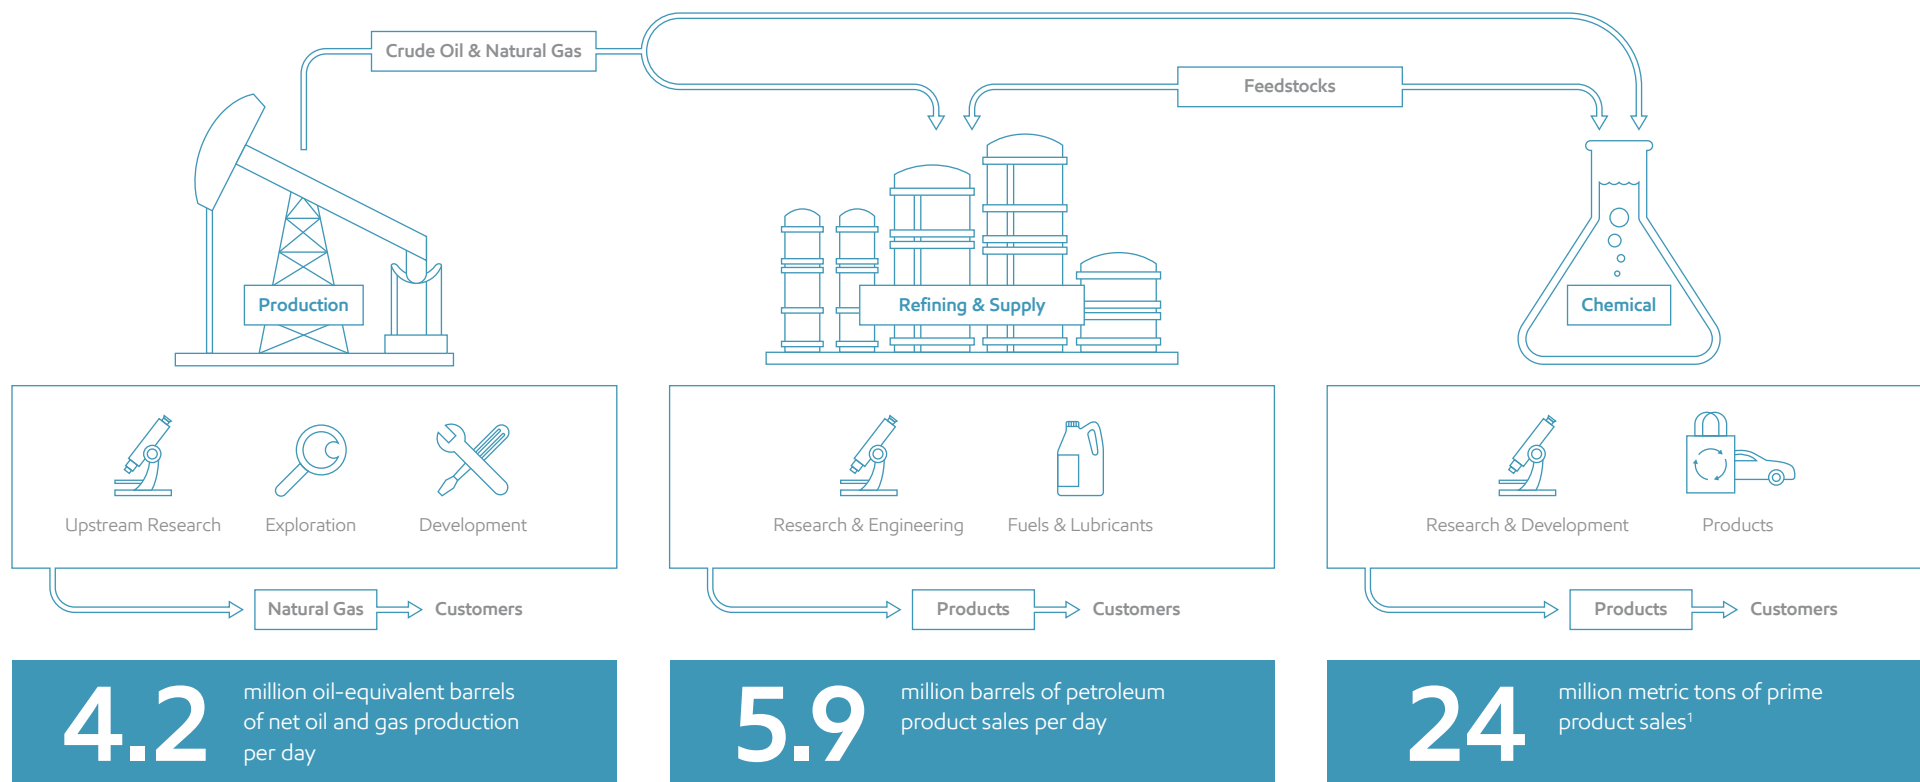 Crude Oil & Natural Gas
Feedstocks
Production
Refining & Supply
Chemical
Upstream Research
Exploration
Development
Research & Engineering
Fuels & Lubricants
Research & Development
Products
Natural Gas
Customers
Products
Customers
Products
Customers
4.2
million oil-equivalent barrels
of net oil and gas production
per day
5.9
million barrels of petroleum
product sales per day
24
million metric tons of prime
product sales¹